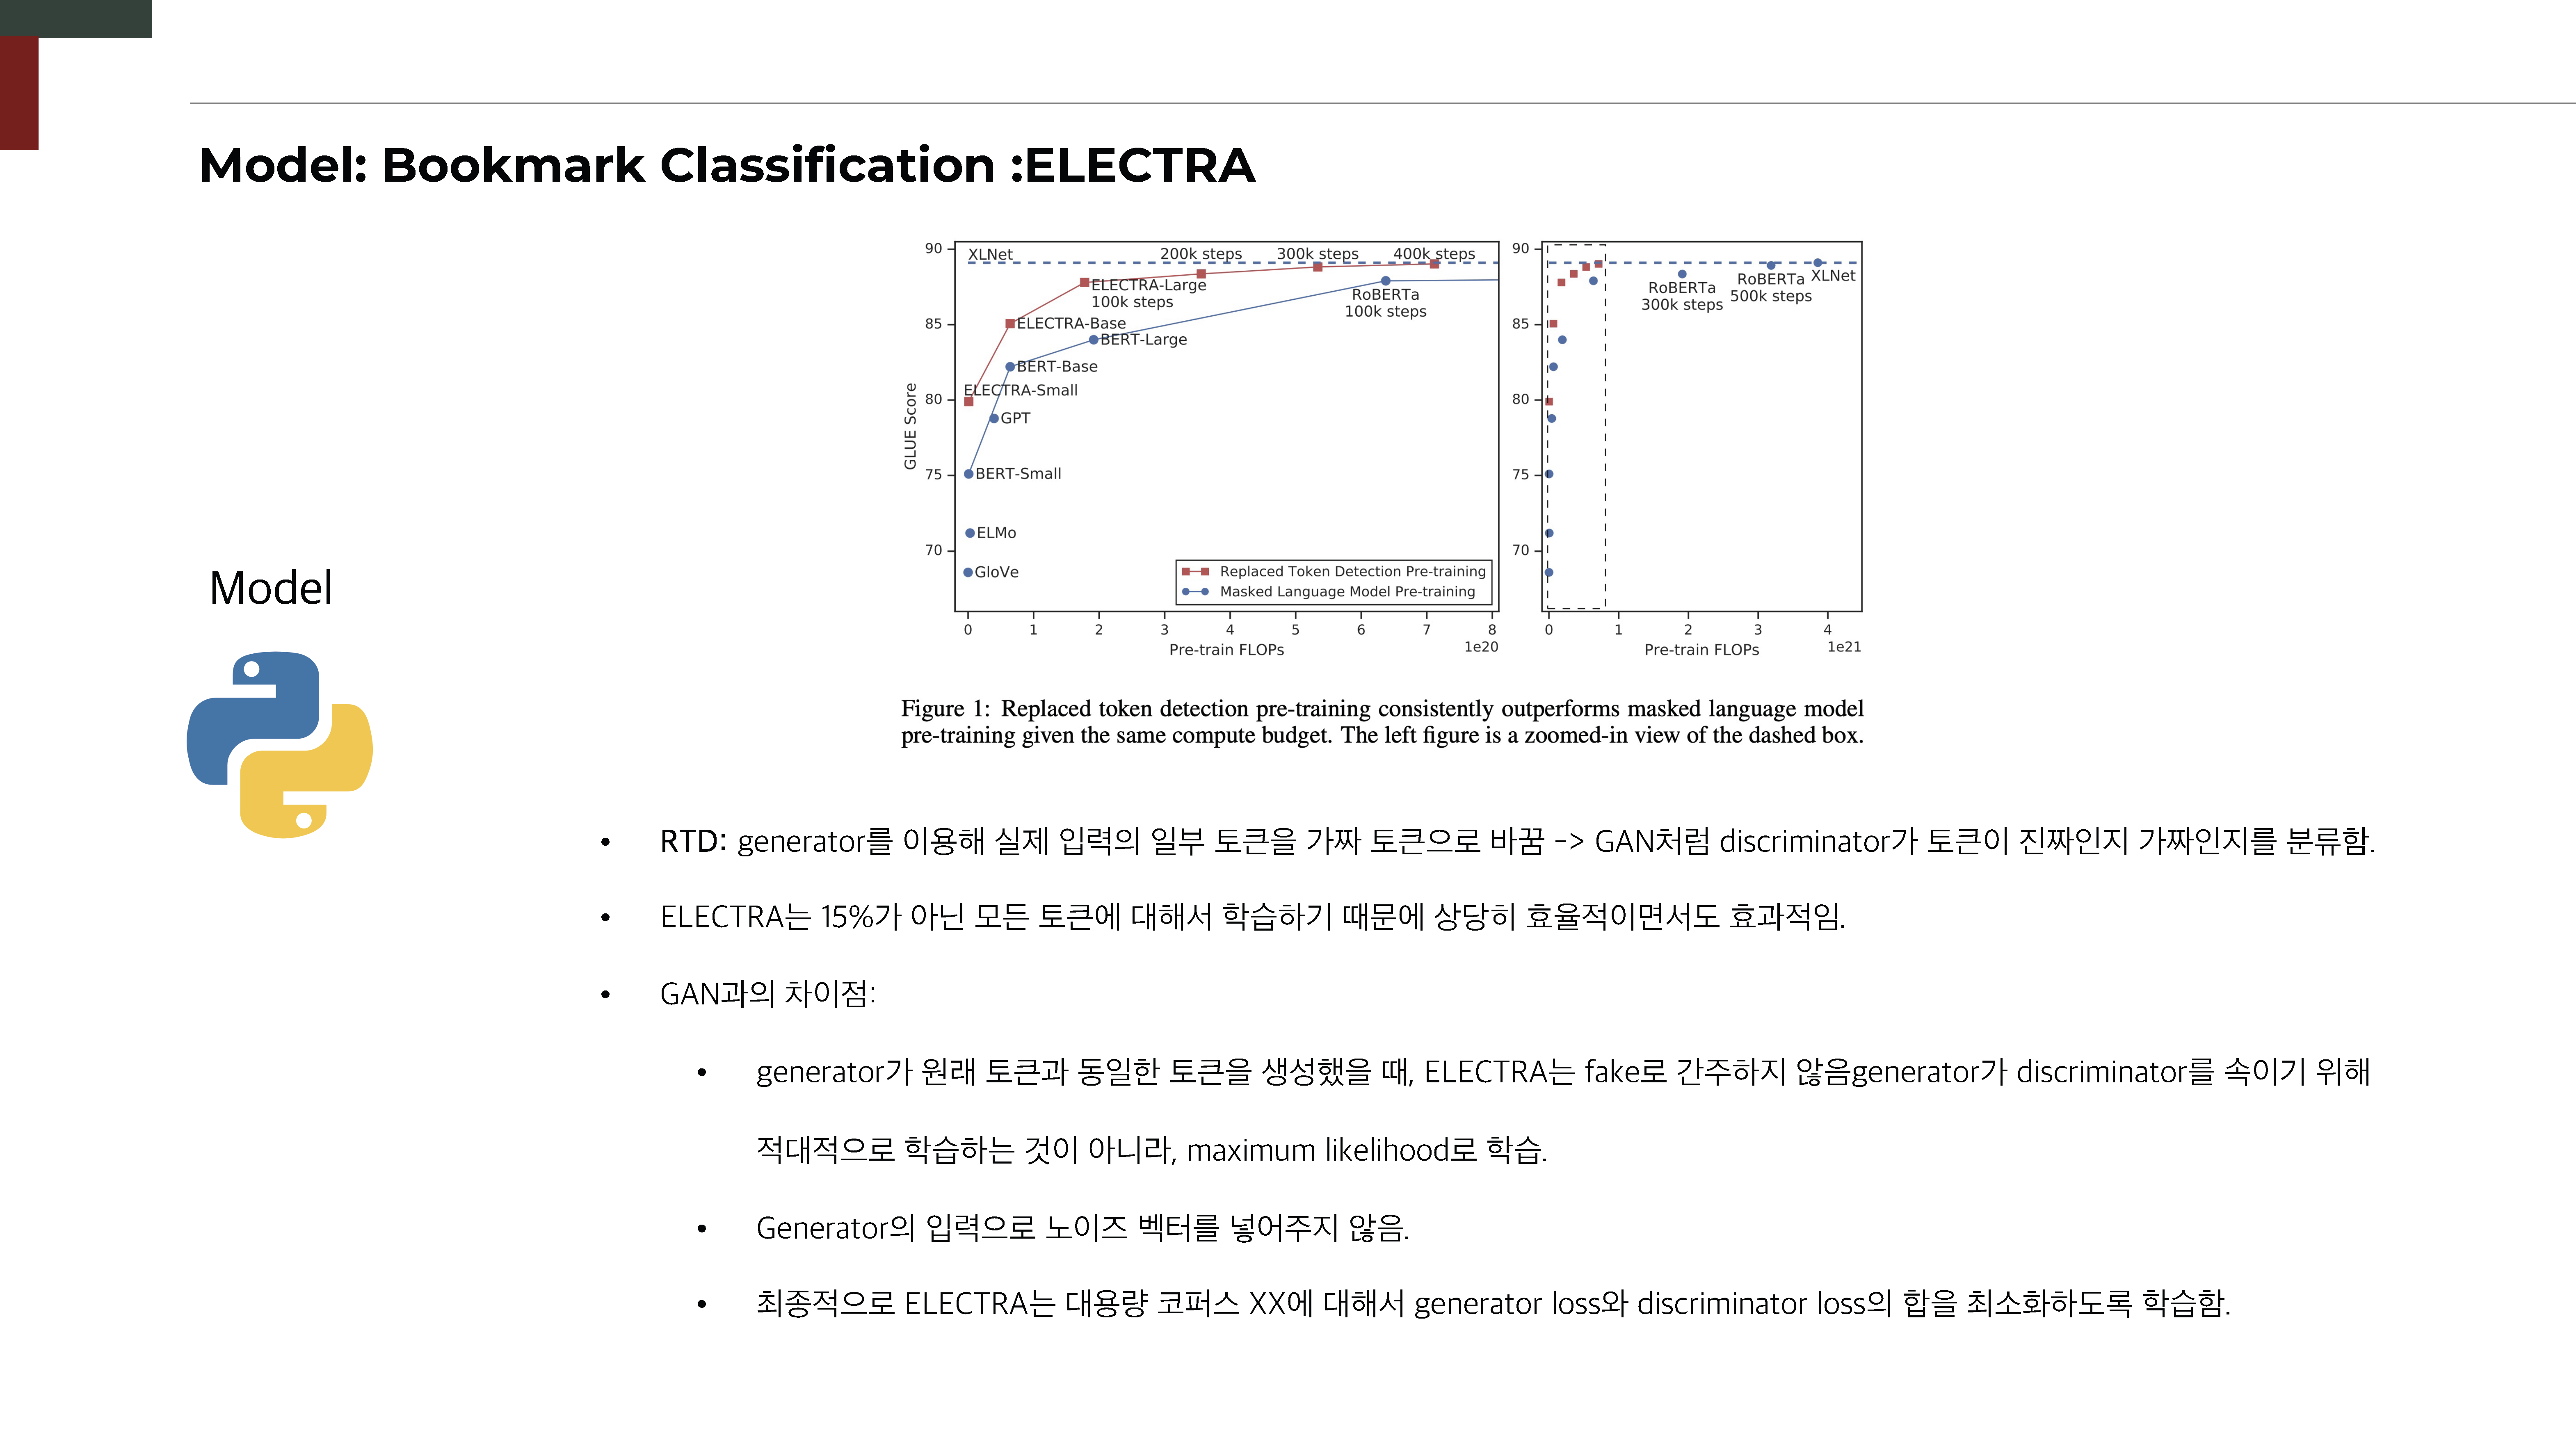 Model: Bookmark Classification :ELECTRA
90
85
80
75
70
GLUE Score
XLNet
200k steps
300k steps
400k steps
ELECTRA-Large
100k steps
RoBERTa
100k steps
ELECTRA-Base
BERT-Large
BERT-Base
ELECTRA-Small
GPT
BERT-Small
ELMo
GloVe
Replaced Token Detection Pre-training
Masked Language Model Pre-training
0 1 2 3 4 5 6 7 8
Pre-train FLOPs
1e20
90
85
80
75
70
RoBERTa
300k steps
RoBERTa
500k steps
XLNet
0 1 2 3 4
Pre-train FLOPs
1e21
Figure 1: Replaced token detection pre-training consistently outperforms masked language model
pre-training given the same compute budget. The left figure is a zoomed-in view of the dashed box.
Model
• RTD: generator를 이용해 실제 입력의 일부 토큰을 가짜 토큰으로 바꿈 -> GAN처럼 discriminator가 토큰이 진짜인지 가짜인지를 분류함.
• ELECTRA는 15%가 아닌 모든 토큰에 대해서 학습하기 때문에 상당히 효율적이면서도 효과적임.
• GAN과의 차이점:
• generator가 원래 토큰과 동일한 토큰을 생성했을 때, ELECTRA는 fake로 간주하지 않음generator가 discriminator를 속이기 위해
적대적으로 학습하는 것이 아니라, maximum likelihood로 학습.
• Generator의 입력으로 노이즈 벡터를 넣어주지 않음.
• 최종적으로 ELECTRA는 대용량 코퍼스 XX에 대해서 generator loss와 discriminator loss의 합을 최소화하도록 학습함.